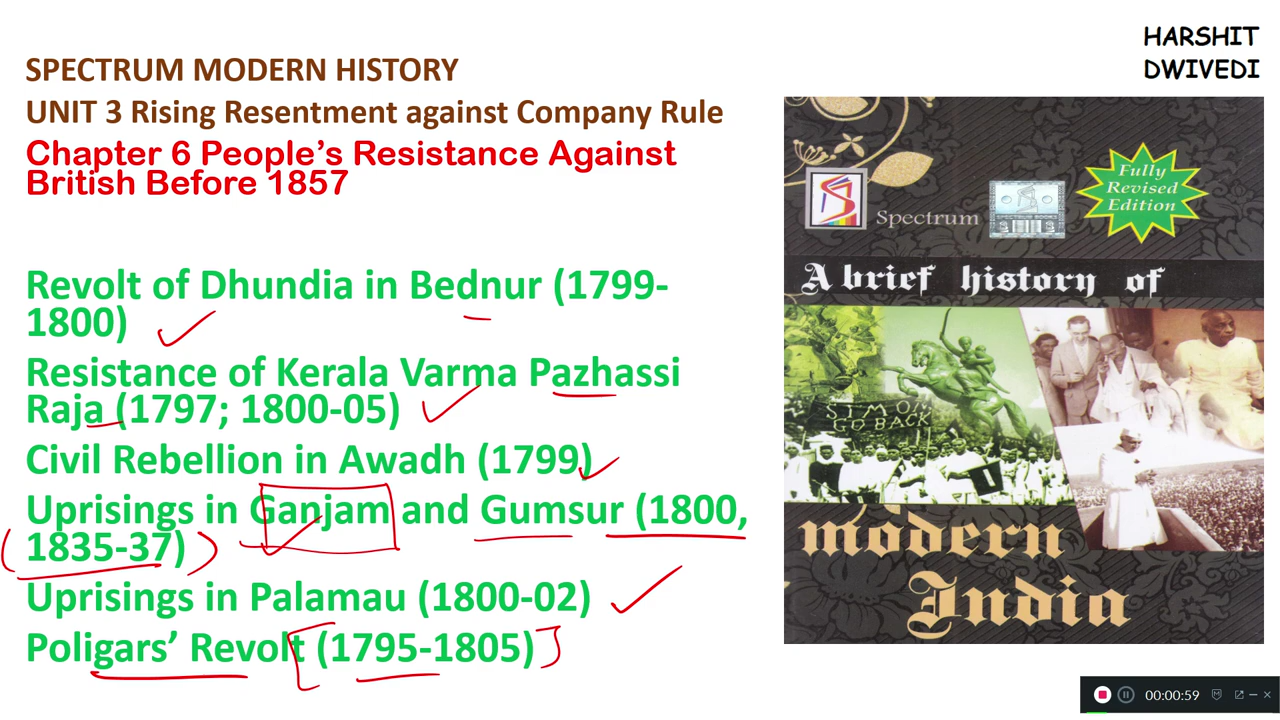 HARSHIT
DWIVEDI
SPECTRUM MODERN HISTORY
UNIT 3 Rising Resentment against Company Rule
Chapter 6 People's Resistance Against
British Before 1857
Revolt of Dhundia in Bednur (1799-
1800)
Resistance of Kerala Varma Pazhassi
Raja (1797; 1800-05)
Civil Rebellion in Awadh (1799)
Uprisings in Ganjam and Gumsur (1800,
1835-37)
Uprisings in Palamau (1800-02)
Poligars' Revolt (1795-1805)
Fully
Revised
Edition
Spectrum
SPECTRUM BOOKS
A brief history of
SIMON
GO BACK
modern
India
00:00:59